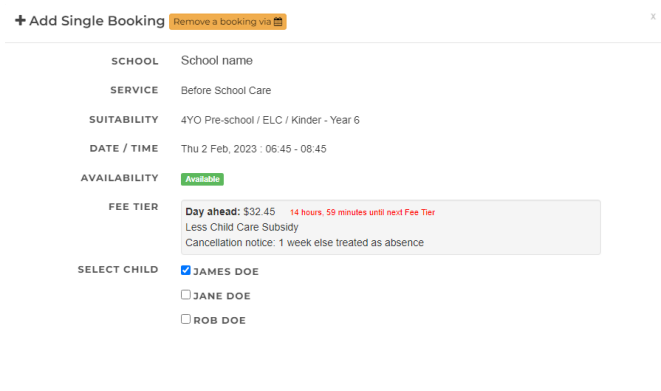 + Add Single Booking Remove a booking via
x
SCHOOL School name
SERVICE Before School Care
SUITABILITY 4YO Pre-school / ELC / Kinder - Year 6
DATE / TIME Thu 2 Feb, 2023 : 06:45 - 08:45
AVAILABILITY Available
FEE TIER Day ahead: $32.45 14 hours, 59 minutes until next Fee Tier
Less Child Care Subsidy
Cancellation notice: 1 week else treated as absence
SELECT CHILD JAMES DOE
JANE DOE
ROB DOE